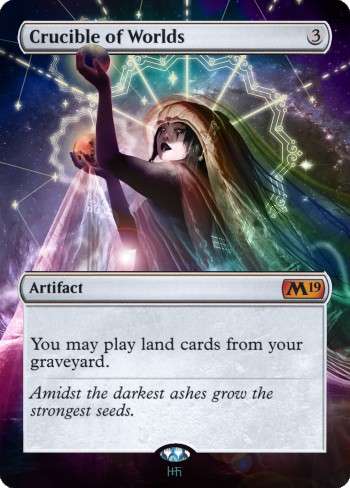 Crucible of Worlds 3
Artifact M19
You may play land cards from your
graveyard.
Amidst the darkest ashes grow the
strongest seeds.